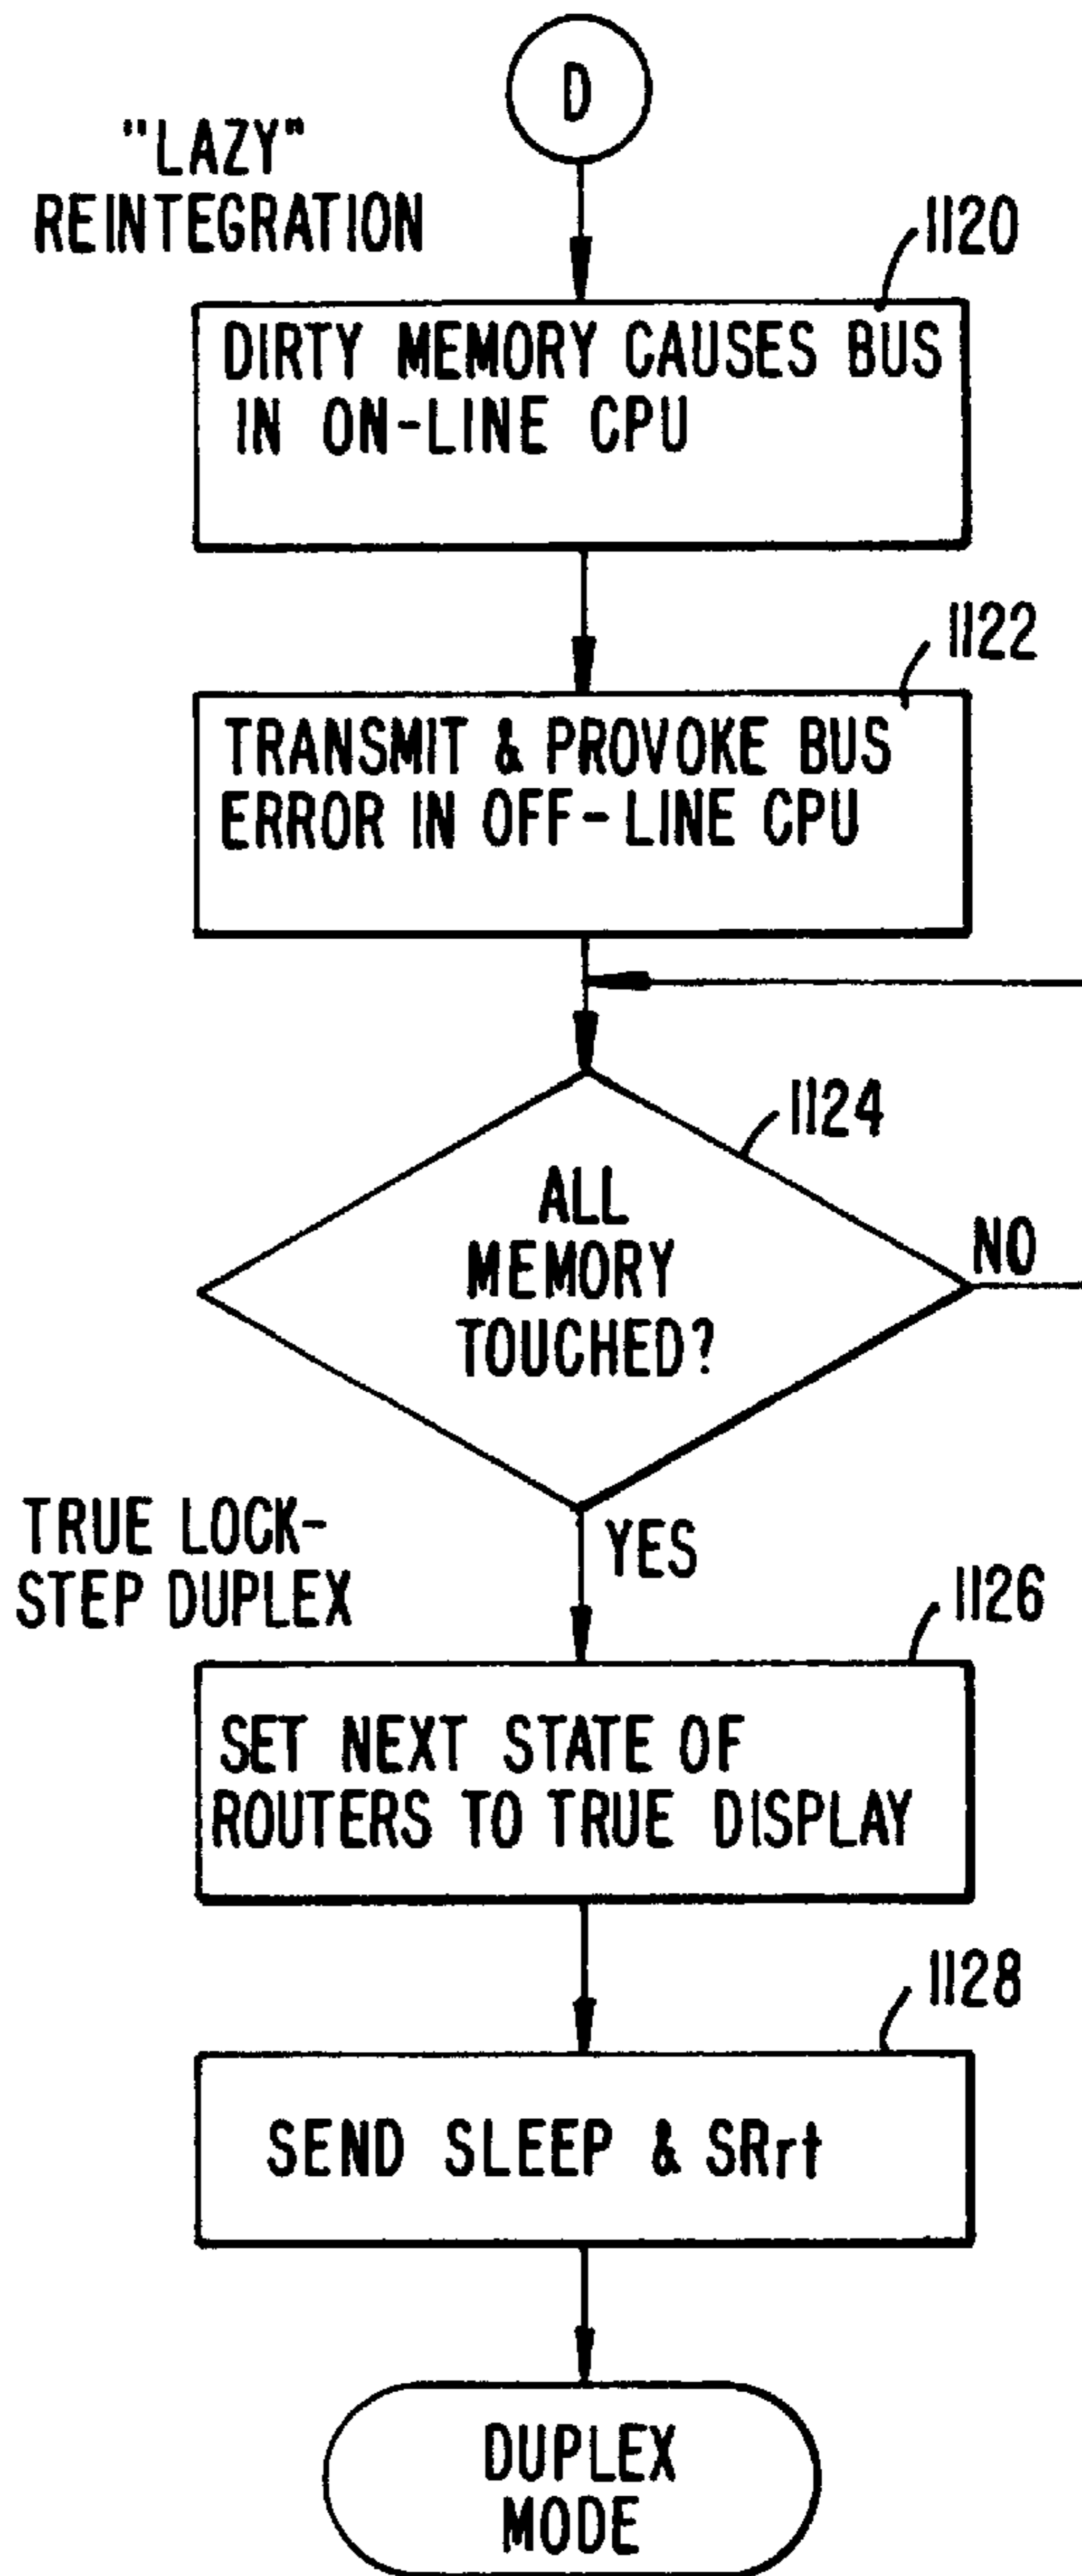 D
"LAZY"
REINTEGRATION
1120
DIRTY MEMORY CAUSES BUS
IN ON-LINE CPU
1122
TRANSMIT & PROVOKE BUS
ERROR IN OFF-LINE CPU
1124
ALL
MEMORY
TOUCHED?
NO
YES
TRUE LOCK-
STEP DUPLEX
1126
SET NEXT STATE OF
ROUTERS TO TRUE DISPLAY
1128
SEND SLEEP & SRrt
DUPLEX
MODE